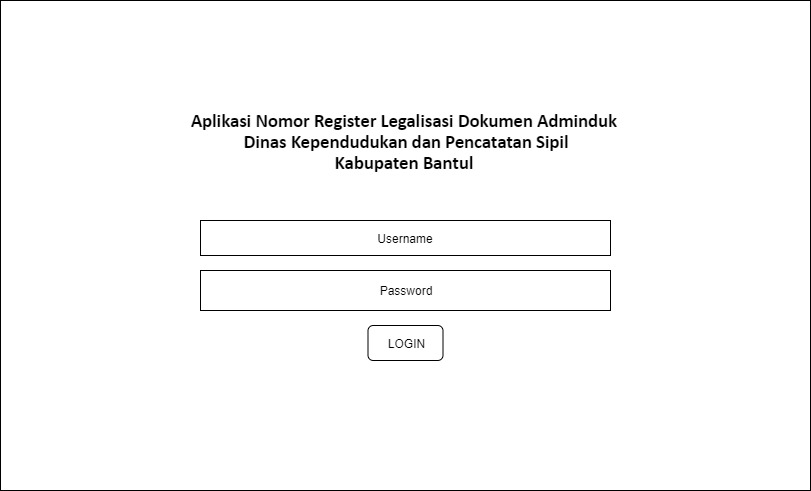 Aplikasi Nomor Register Legalisasi Dokumen Adminduk
Dinas Kependudukan dan Pencatatan Sipil
Kabupaten Bantul
Username
Password
LOGIN